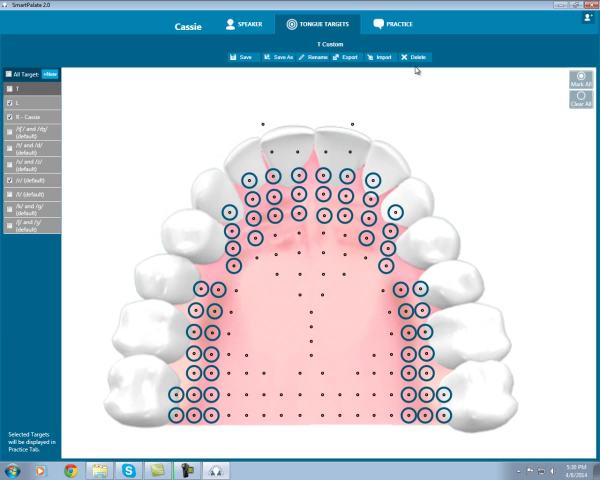 SmartPalate 2.0
Cassie
SPEAKER
TONGUE TARGETS
PRACTICE
T Custom
Save
Save As
Rename
Export
Import
Delete
All Target:
+New
Mark All
Clear All
T
L
R - Cassie
/tʃ/ and /dʒ/
(default)
/t/ and /d/
(default)
/s/ and /z/
(default)
(default)
(default)
/k/ and /g/
(default)
(default)
Selected Targets
will be displayed in
Practice Tab.
5:30 PM
4/8/2014